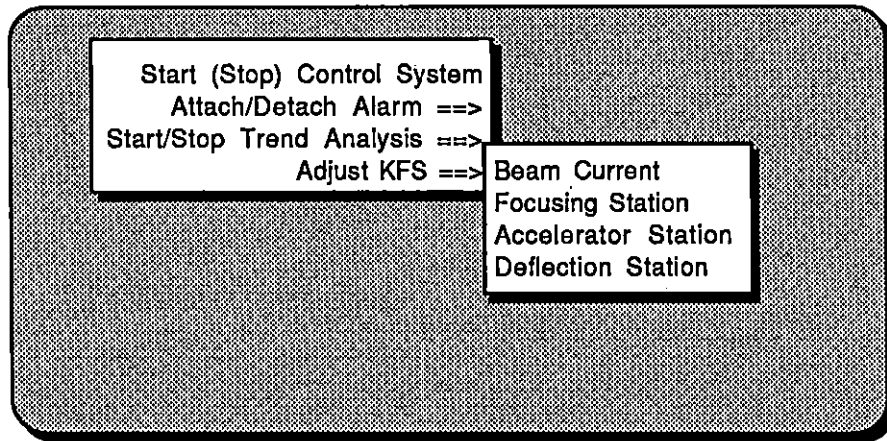 Start (Stop) Control System
Attach/Detach Alarm ==>
Start/Stop Trend Analysis ==>
Adjust KFS ==>
Beam Current
Focusing Station
Accelerator Station
Deflection Station